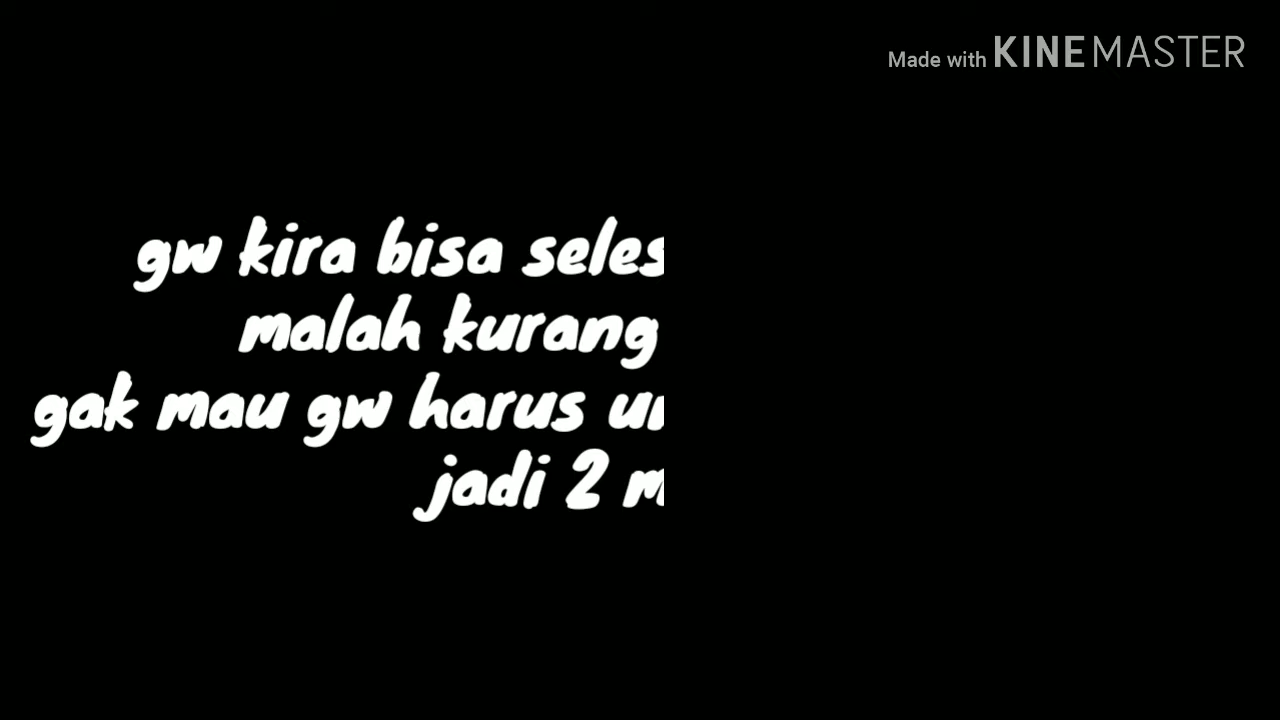 Made with KINEMASTER
gw kira bisa seles
malah kurang
gak mau gw harus
jadi 2